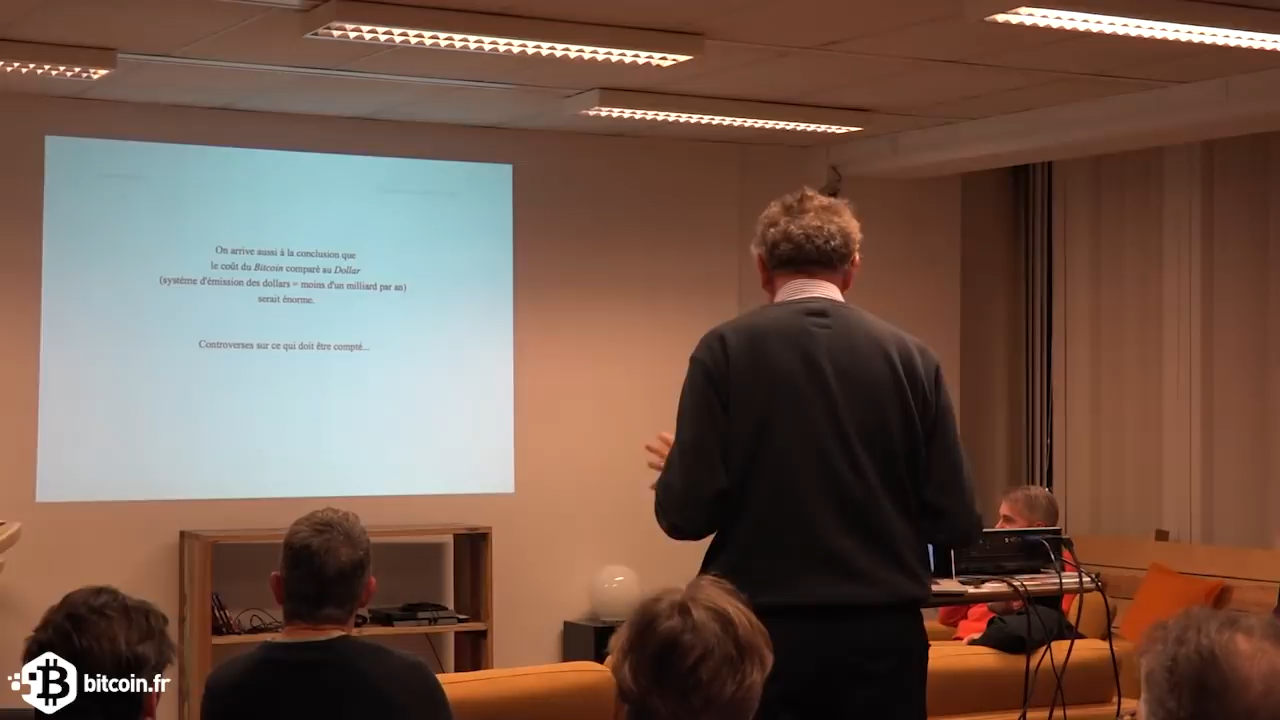 On arrive aussi à la conclusion que
le coût du Bitcoin comparé au Dollar
(système d'émission des dollars = moins d'un milliard par an)
serait énorme.
Controverses sur ce qui doit être compté...
bitcoin.fr